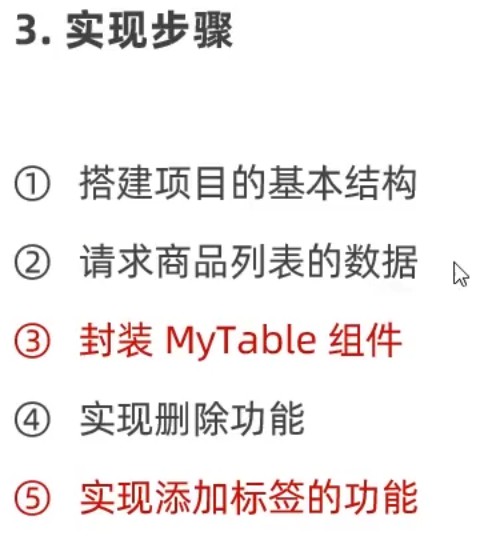 3. 实现步骤
① 搭建项目的基本结构
② 请求商品列表的数据
③ 封装 MyTable 组件
④ 实现删除功能
⑤ 实现添加标签的功能